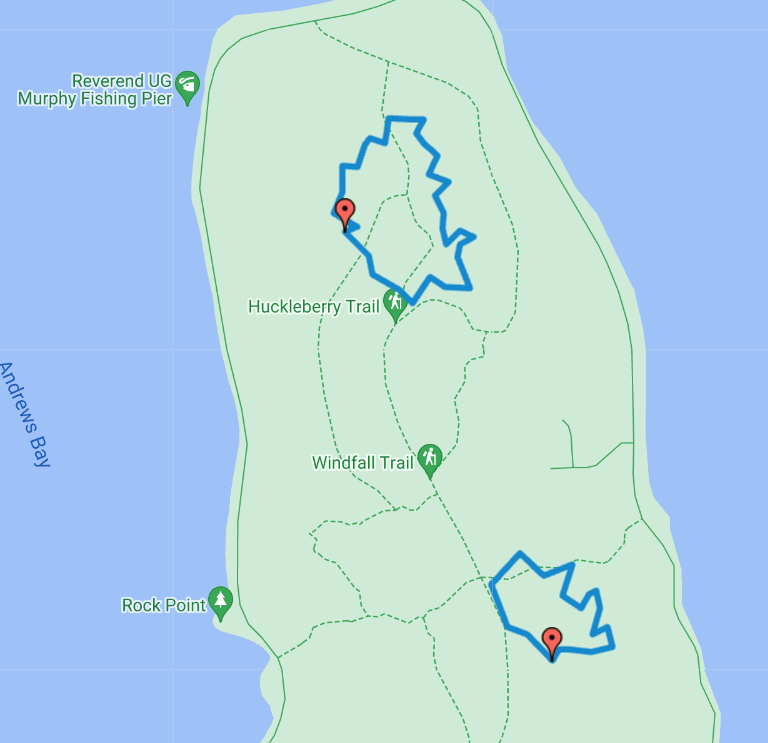 Reverend UG
Murphy Fishing Pier
Huckleberry Trail
Andrews Bay
Windfall Trail
Rock Point